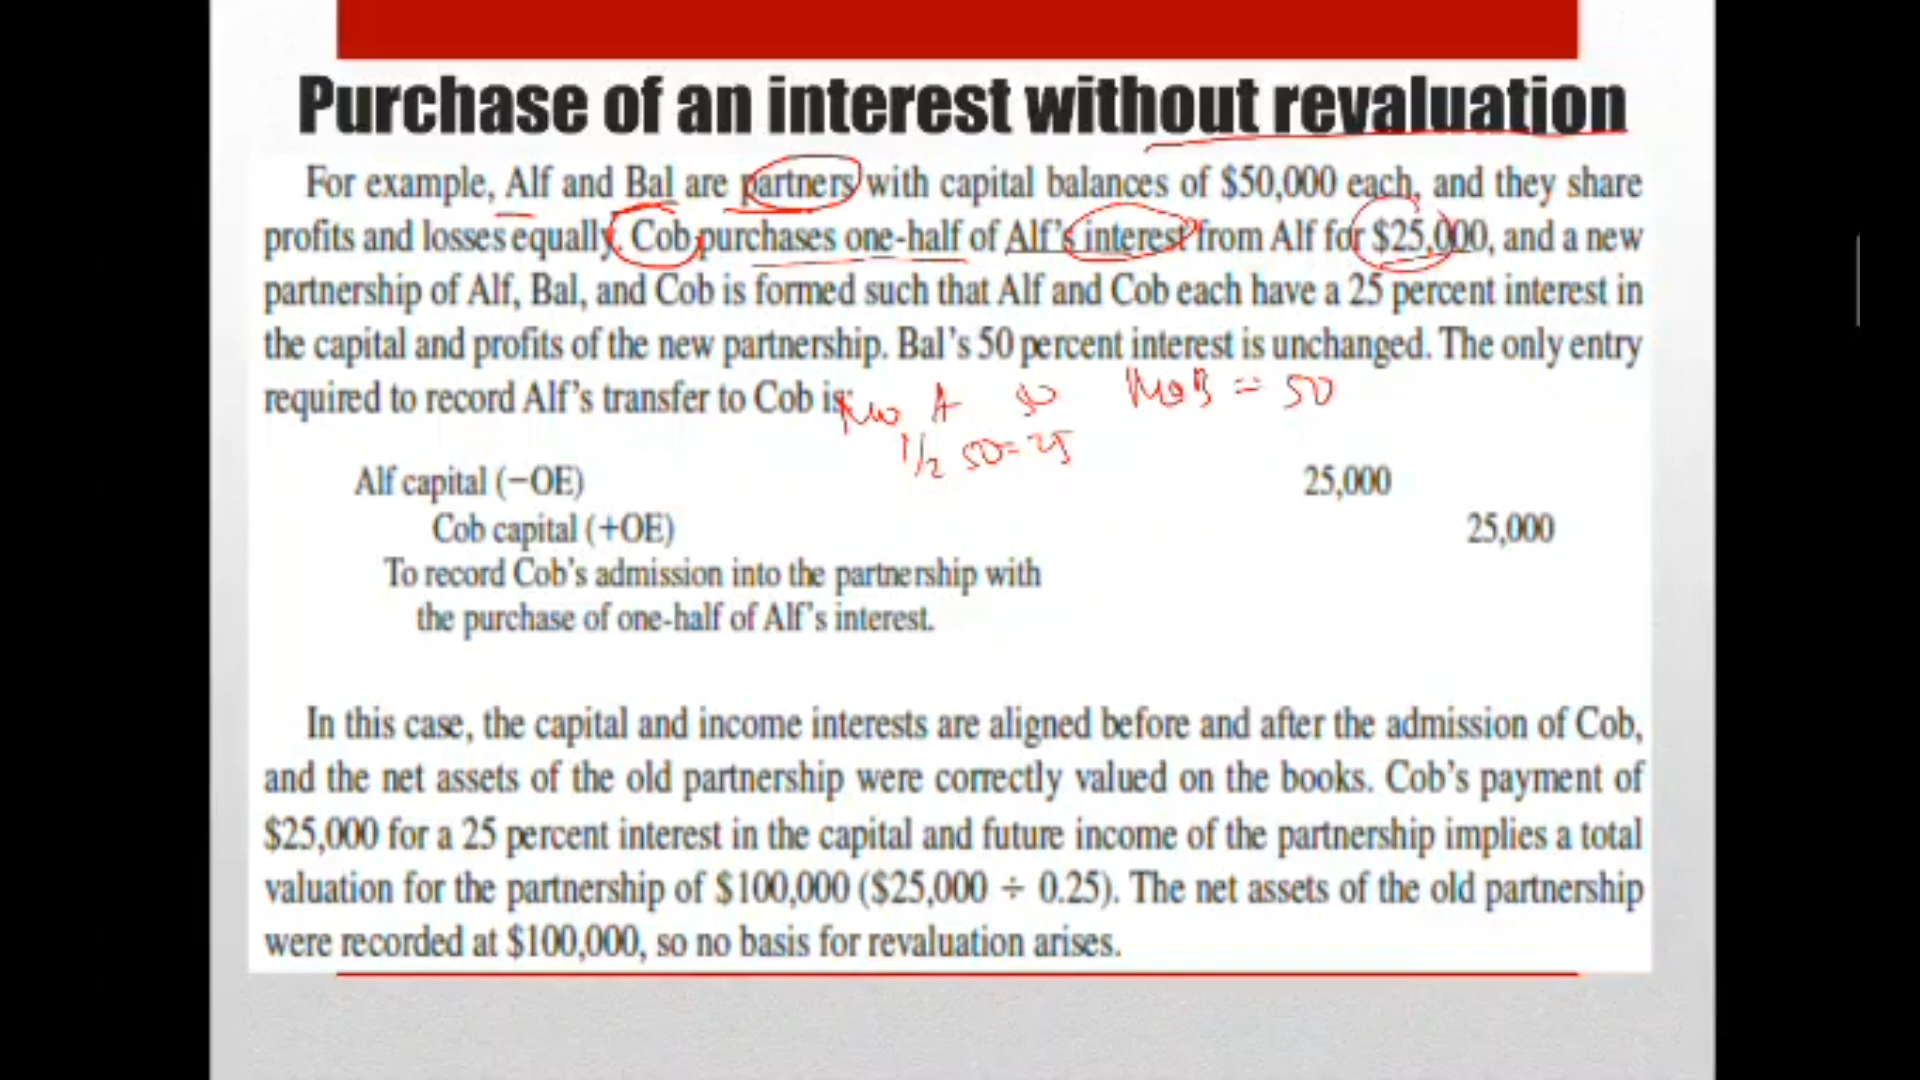 Purchase of an interest without revaluation
For example, Alf and Bal are partners with capital balances of $50,000 each, and they share
profits and losses equally. Cob purchases one-half of Alf's interest from Alf for $25,000, and a new
partnership of Alf, Bal, and Cob is formed such that Alf and Cob each have a 25 percent interest in
the capital and profits of the new partnership. Bal's 50 percent interest is unchanged. The only entry
required to record Alf's transfer to Cob is:
A 50 B = 50
1/2 50=25
Alf capital (−OE) 25,000
Cob capital (+OE) 25,000
To record Cob's admission into the partnership with
the purchase of one-half of Alf's interest.
In this case, the capital and income interests are aligned before and after the admission of Cob,
and the net assets of the old partnership were correctly valued on the books. Cob's payment of
$25,000 for a 25 percent interest in the capital and future income of the partnership implies a total
valuation for the partnership of $100,000 ($25,000 ÷ 0.25). The net assets of the old partnership
were recorded at $100,000, so no basis for revaluation arises.